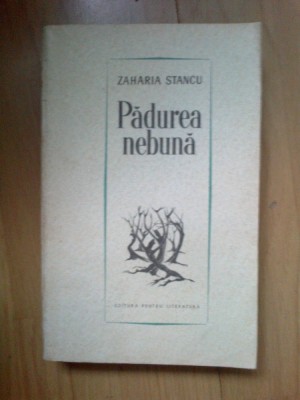 ZAHARIA STANCU
Pădurea
nebună
EDITURA PENTRU LITERATURĂ